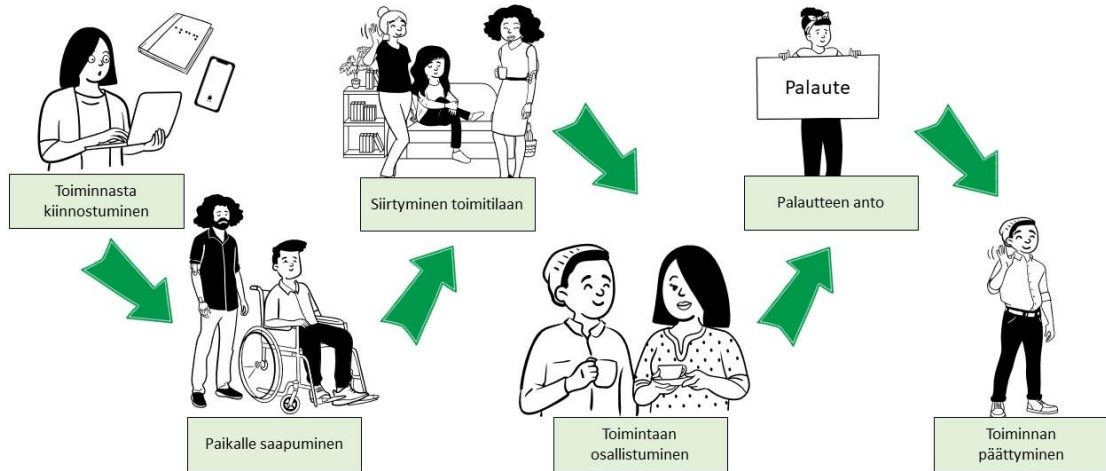 Toiminnasta
kiinnostuminen
Paikalle saapuminen
Siirtyminen toimitilaan
Toimintaan
osallistuminen
Palaute
Palautteen anto
Toiminnan
päättyminen